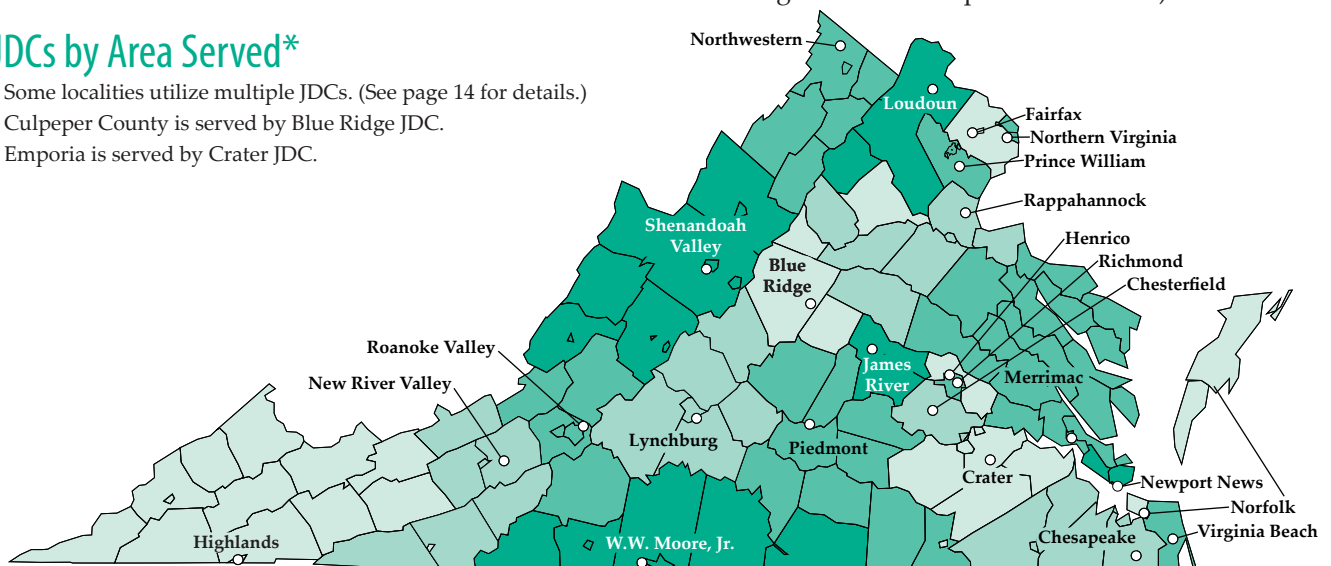 JDCs by Area Served*
Some localities utilize multiple JDCs. (See page 14 for details.)
Culpeper County is served by Blue Ridge JDC.
Emporia is served by Crater JDC.
Northwestern
Loudoun
Fairfax
Northern Virginia
Prince William
Rappahannock
Shenandoah
Valley
Henrico
Richmond
Chesterfield
Blue
Ridge
Roanoke Valley
New River Valley
James
River
Merrimac
Lynchburg
Piedmont
Crater
Newport News
Norfolk
Virginia Beach
Chesapeake
Highlands
W.W. Moore, Jr.